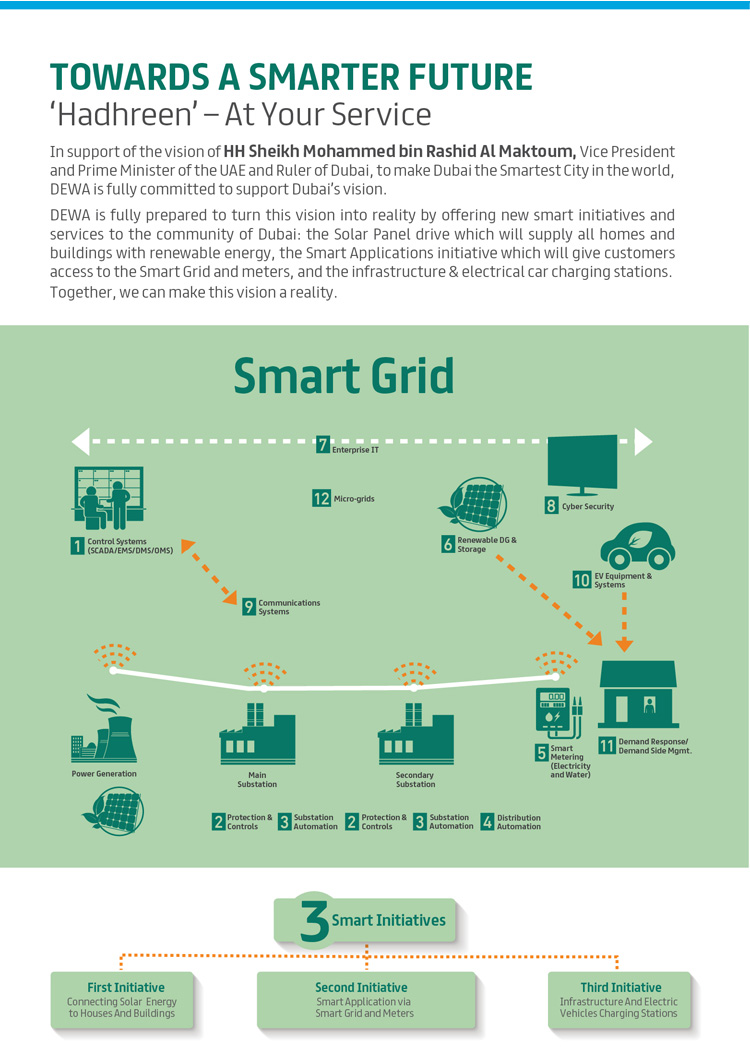 TOWARDS A SMARTER FUTURE
‘Hadhreen’ – At Your Service
In support of the vision of HH Sheikh Mohammed bin Rashid Al Maktoum, Vice President
and Prime Minister of the UAE and Ruler of Dubai, to make Dubai the Smartest City in the world,
DEWA is fully committed to support Dubai’s vision.
DEWA is fully prepared to turn this vision into reality by offering new smart initiatives and
services to the community of Dubai: the Solar Panel drive which will supply all homes and
buildings with renewable energy, the Smart Applications initiative which will give customers
access to the Smart Grid and meters, and the infrastructure & electrical car charging stations.
Together, we can make this vision a reality.
Smart Grid
7 Enterprise IT
12 Micro-grids
8 Cyber Security
1 Control Systems
(SCADA/EMS/DMS/OMS)
6 Renewable DG &
Storage
10 EV Equipment &
Systems
9 Communications
Systems
0.00
Power Generation
Main
Substation
Secondary
Substation
5 Smart
Metering
(Electricity
and Water)
11 Demand Response/
Demand Side Mgmt.
2 Protection &
Controls
3 Substation
Automation
2 Protection &
Controls
3 Substation
Automation
4 Distribution
Automation
3 Smart Initiatives
First Initiative
Connecting Solar Energy
to Houses And Buildings
Second Initiative
Smart Application via
Smart Grid and Meters
Third Initiative
Infrastructure And Electric
Vehicles Charging Stations